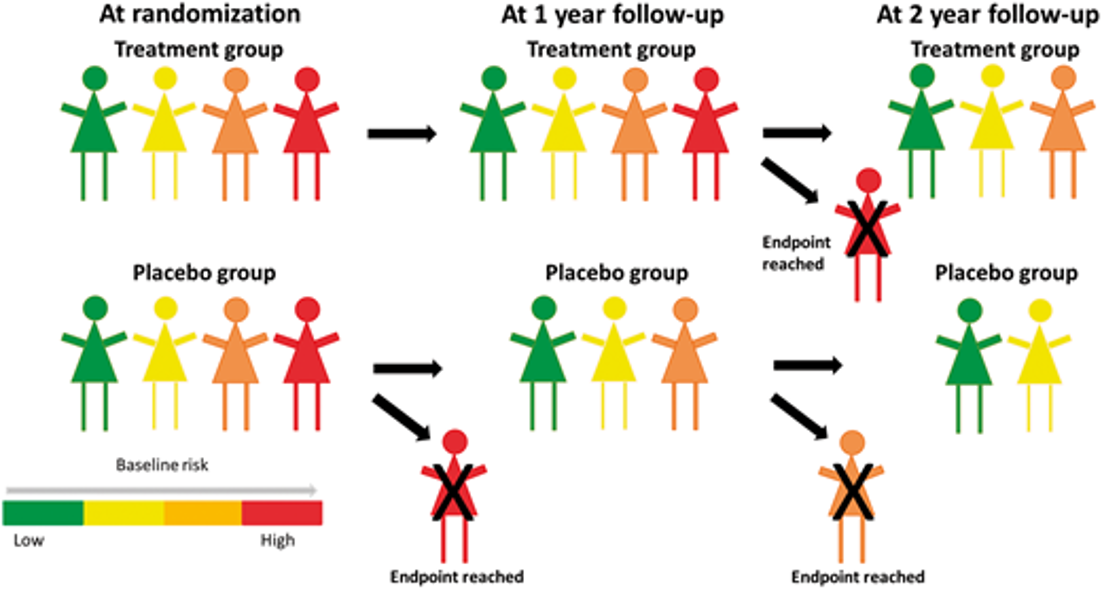 At randomization
At 1 year follow-up
At 2 year follow-up
Treatment group
Treatment group
Treatment group
Endpoint
reached
Placebo group
Placebo group
Placebo group
Baseline risk
Low
High
Endpoint reached
Endpoint reached